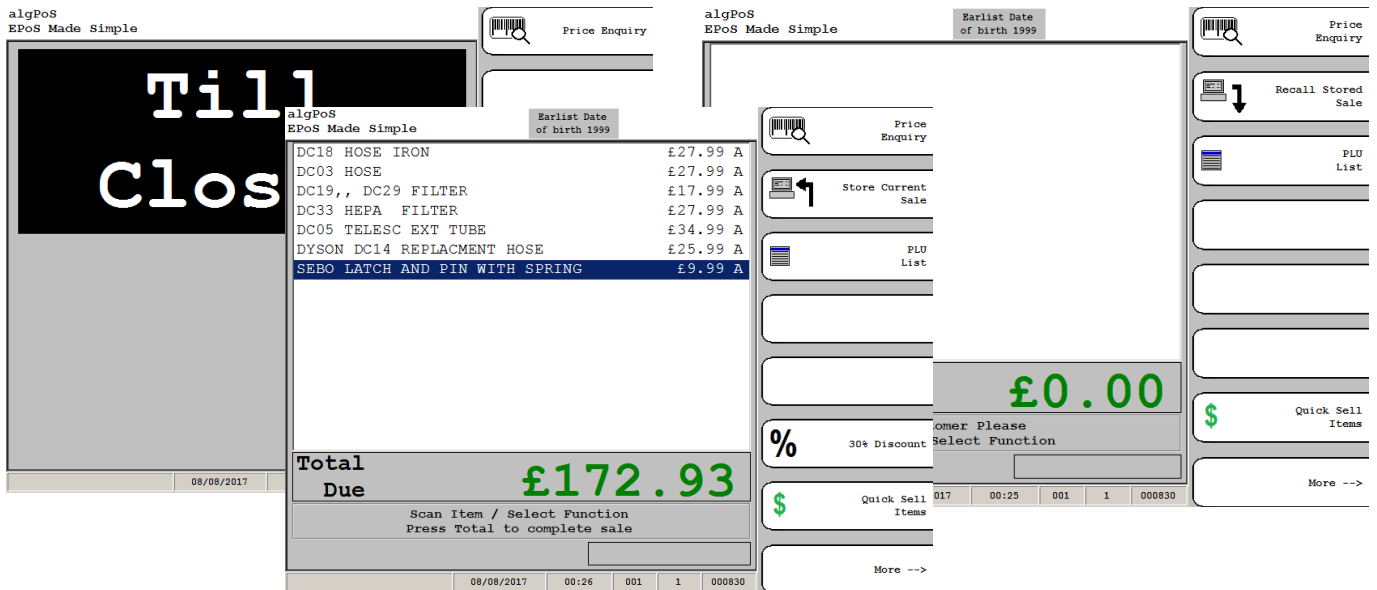 algPoS
EPoS Made Simple
Till
Clos
Price Enquiry
08/08/2017
algPoS
EPoS Made Simple
Earlist Date
of birth 1999
DC18 HOSE IRON £27.99 A
DC03 HOSE £27.99 A
DC19,, DC29 FILTER £17.99 A
DC33 HEPA  FILTER £27.99 A
DC05 TELESC EXT TUBE £34.99 A
DYSON DC14 REPLACMENT HOSE £25.99 A
SEBO LATCH AND PIN WITH SPRING £9.99 A
Total
Due
£172.93
Scan Item / Select Function
Press Total to complete sale
08/08/2017 00:26 001 1 000830
Price
Enquiry
Store Current
Sale
PLU
List
% 30% Discount
$ Quick Sell
Items
More -->
algPoS
EPoS Made Simple
Earlist Date
of birth 1999
£0.00
omer Please
Select Function
017 00:25 001 1 000830
Price
Enquiry
Recall Stored
Sale
PLU
List
$ Quick Sell
Items
More -->